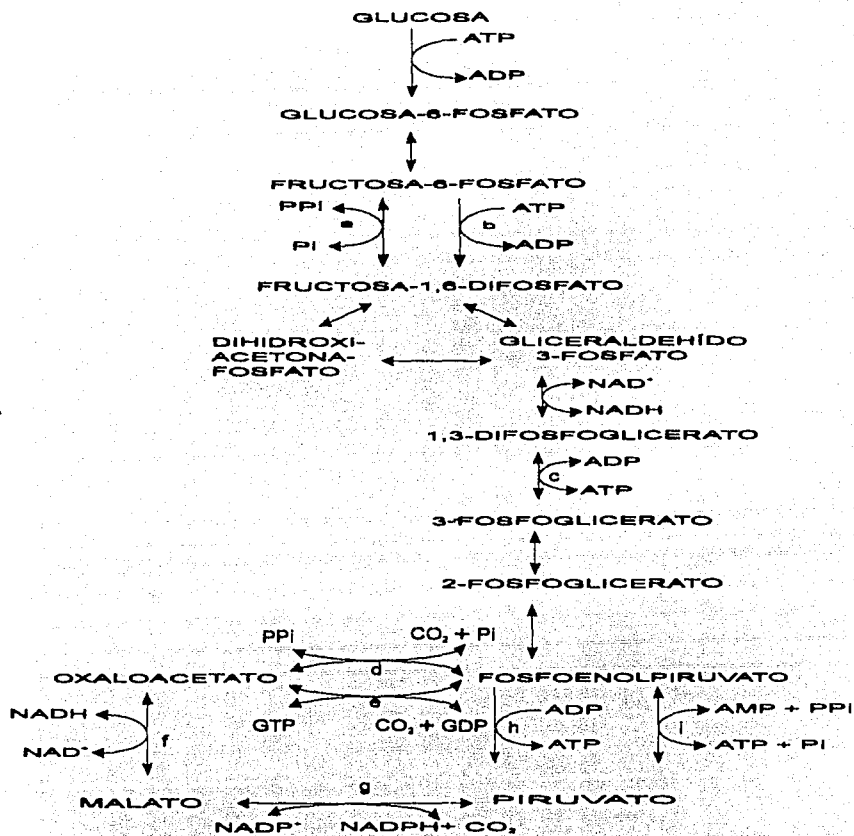 GLUCOSA
ATP
ADP
GLUCOSA-6-FOSFATO
FRUCTOSA-6-FOSFATO
PPi
ATP
a
b
Pi
ADP
FRUCTOSA-1,6-DIFOSFATO
DIHIDROXI-
ACETONA-
FOSFATO
GLICERALDEHÍDO
3-FOSFATO
NAD⁺
NADH
1,3-DIFOSFOGLICERATO
ADP
c
ATP
3-FOSFOGLICERATO
2-FOSFOGLICERATO
PPi
CO₂ + Pi
d
OXALOACETATO
FOSFOENOLPIRUVATO
e
NADH
GTP
CO₂ + GDP
h
ADP
ATP
i
AMP + PPi
ATP + Pi
f
NAD⁺
g
MALATO
PIRUVATO
NADP⁺
NADPH + CO₂